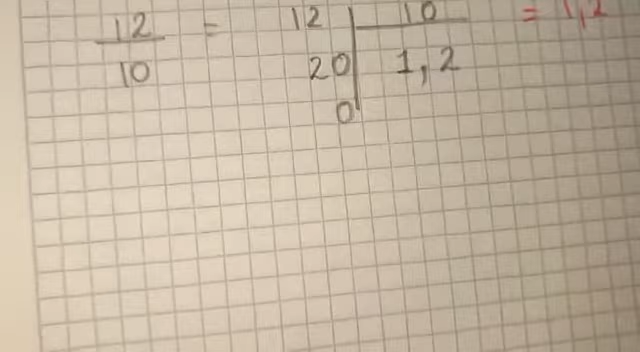 12/10 = 12 | 10 = 1,2
20 | 1,2
0